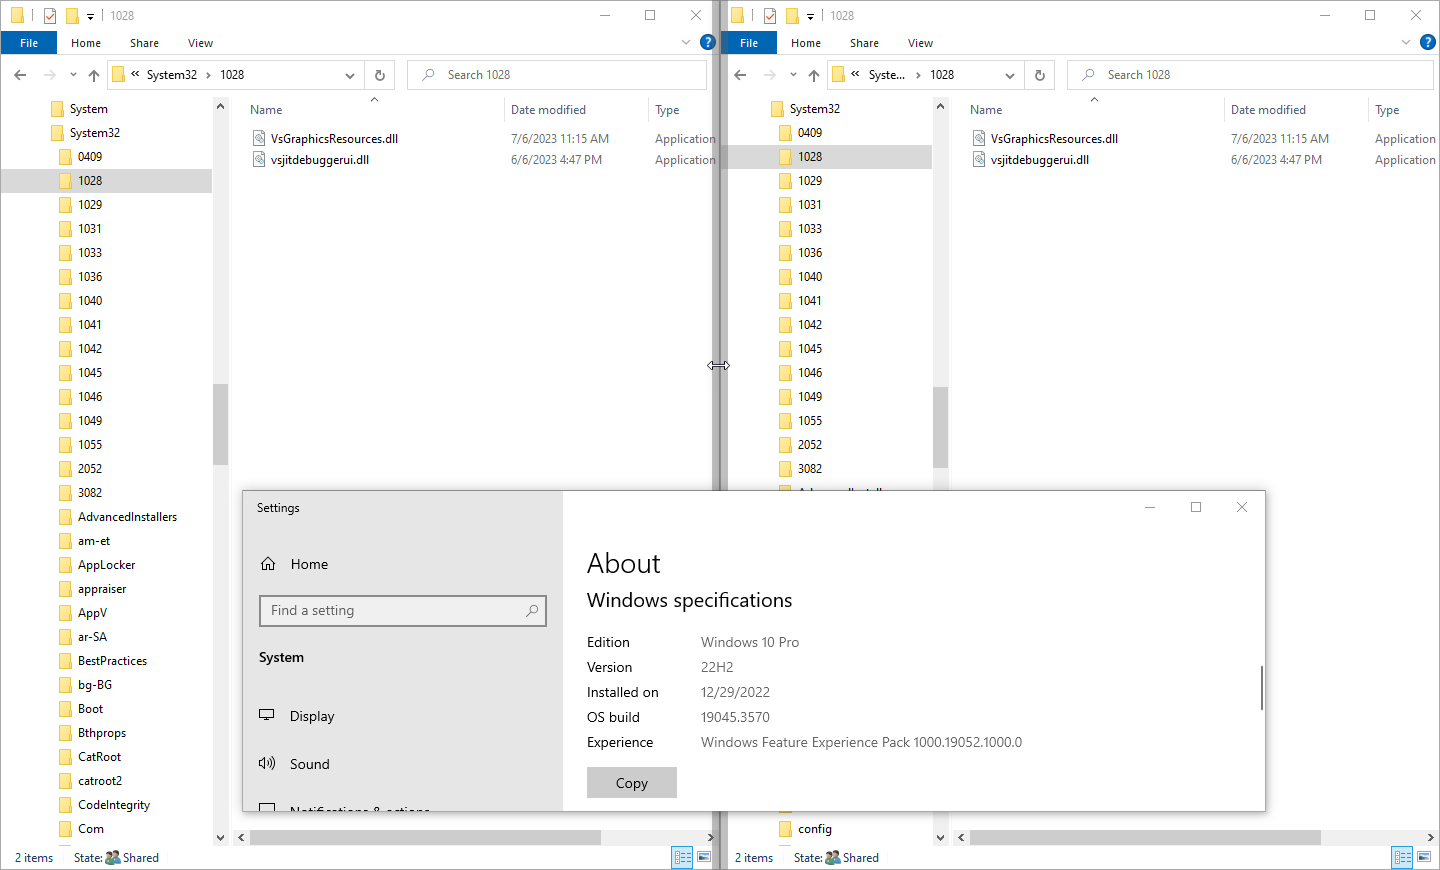 1028
File
Home
Share
View
System32
1028
Search 1028
System
System32
0409
1028
1029
1031
1033
1036
1040
1041
1042
1045
1046
1049
1055
2052
3082
AdvancedInstallers
am-et
AppLocker
appraiser
AppV
ar-SA
BestPractices
bg-BG
Boot
Bthprops
CatRoot
catroot2
CodeIntegrity
Com
Name Date modified Type
VsGraphicsResources.dll 7/6/2023 11:15 AM Application
vsjitdebuggerui.dll 6/6/2023 4:47 PM Application
2 items State: Shared
1028
File
Home
Share
View
Syste...
1028
Search 1028
System32
0409
1028
1029
1031
1033
1036
1040
1041
1042
1045
1046
1049
1055
2052
3082
config
Name Date modified Type
VsGraphicsResources.dll 7/6/2023 11:15 AM Application
vsjitdebuggerui.dll 6/6/2023 4:47 PM Application
2 items State: Shared
Settings
Home
Find a setting
System
Display
Sound
Notifications & actions
About
Windows specifications
Edition Windows 10 Pro
Version 22H2
Installed on 12/29/2022
OS build 19045.3570
Experience Windows Feature Experience Pack 1000.19052.1000.0
Copy